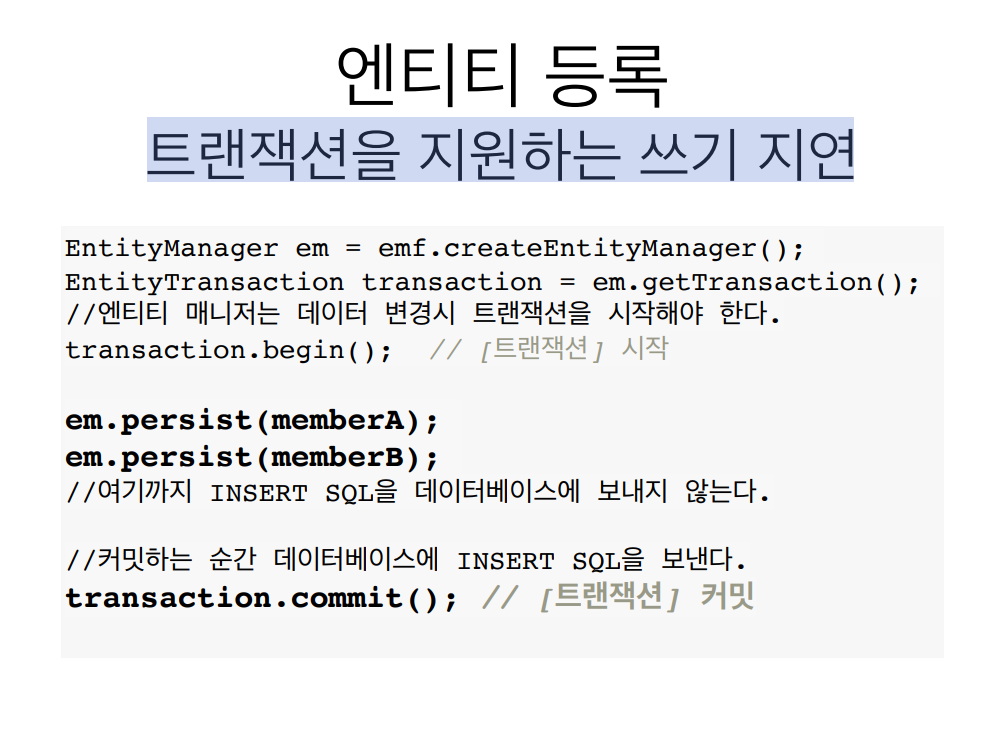 엔티티 등록
트랜잭션을 지원하는 쓰기 지연
EntityManager em = emf.createEntityManager();
EntityTransaction transaction = em.getTransaction();
//엔티티 매니저는 데이터 변경시 트랜잭션을 시작해야 한다.
transaction.begin();  // [트랜잭션] 시작
em.persist(memberA);
em.persist(memberB);
//여기까지 INSERT SQL을 데이터베이스에 보내지 않는다.
//커밋하는 순간 데이터베이스에 INSERT SQL을 보낸다.
transaction.commit(); // [트랜잭션] 커밋